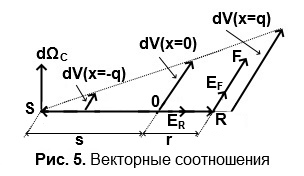 dV(x=q)
dΩC
dV(x=0)
dV(x=-q)
F
EF
S
0
ER
R
s
r
Рис. 5. Векторные соотношения